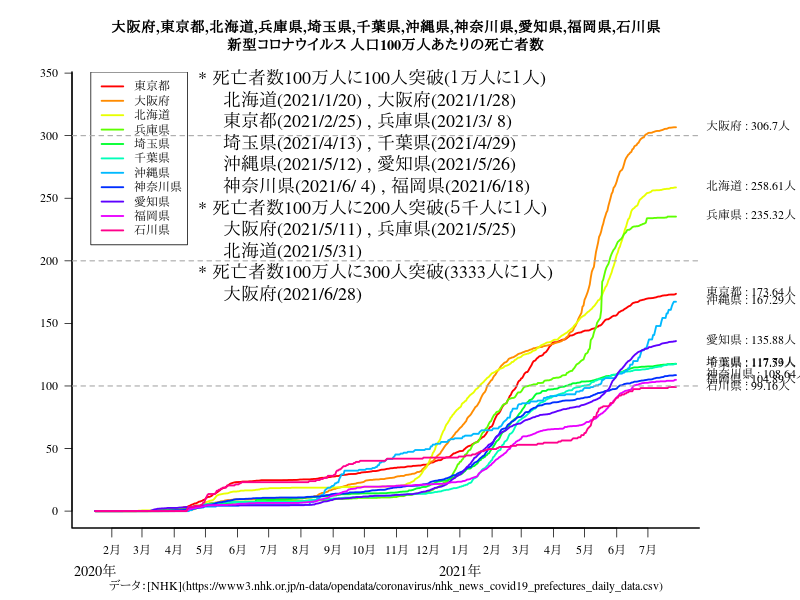 大阪府,東京都,北海道,兵庫県,埼玉県,千葉県,沖縄県,神奈川県,愛知県,福岡県,石川県
新型コロナウイルス 人口100万人あたりの死亡者数
350
300
250
200
150
100
50
0
東京都
大阪府
北海道
兵庫県
埼玉県
千葉県
沖縄県
神奈川県
愛知県
福岡県
石川県
* 死亡者数100万人に100人突破(1万人に1人)
北海道(2021/1/20) , 大阪府(2021/1/28)
東京都(2021/2/25) , 兵庫県(2021/3/ 8)
埼玉県(2021/4/13) , 千葉県(2021/4/29)
沖縄県(2021/5/12) , 愛知県(2021/5/26)
神奈川県(2021/6/ 4) , 福岡県(2021/6/18)
* 死亡者数100万人に200人突破(5千人に1人)
大阪府(2021/5/11) , 兵庫県(2021/5/25)
北海道(2021/5/31)
* 死亡者数100万人に300人突破(3333人に1人)
大阪府(2021/6/28)
大阪府 : 306.7人
北海道 : 258.61人
兵庫県 : 235.32人
東京都 : 173.64人
沖縄県 : 167.29人
愛知県 : 135.88人
神奈川県 : 108.64
福岡県 : 104.89人
石川県 : 99.16人
2月 3月 4月 5月 6月 7月 8月 9月 10月 11月 12月 1月 2月 3月 4月 5月 6月 7月
2020年 2021年
データ:[NHK](https://www3.nhk.or.jp/n-data/opendata/coronavirus/nhk_news_covid19_prefectures_daily_data.csv)